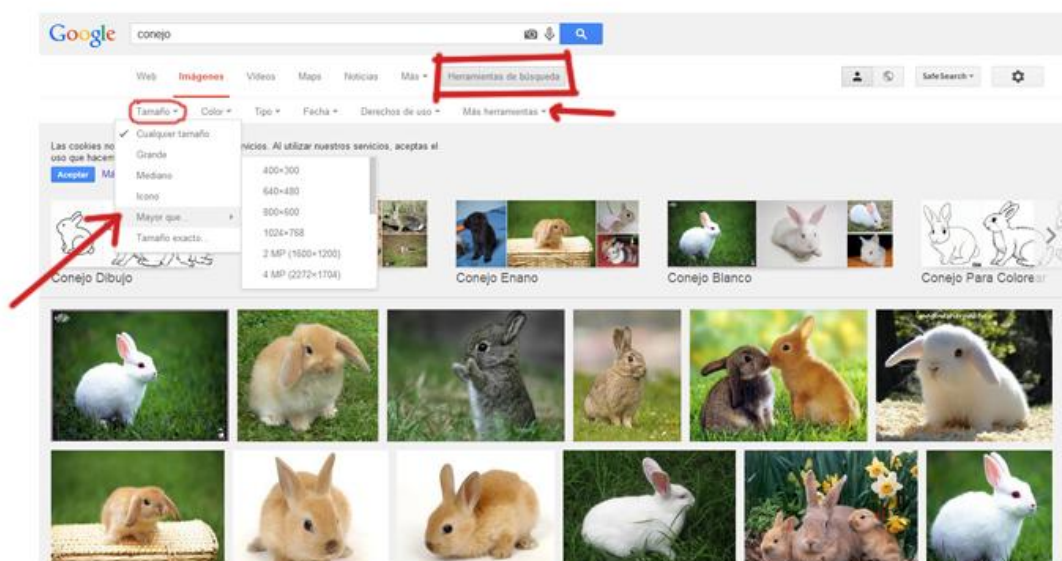 Google conejo
Web Imágenes Vídeos Maps Noticias Más Herramientas de búsqueda SafeSearch
Tamaño Color Tipo Fecha Derechos de uso Más herramientas
Cualquier tamaño
Las cookies no vicios. Al utilizar nuestros servicios, aceptas el
uso que hacem
Grande
Aceptar Má
Mediano
Icono
Mayor que...
Tamaño exacto...
400×300
640×480
800×600
1024×768
2 MP (1600×1200)
4 MP (2272×1704)
Conejo Dibujo
Conejo Enano
Conejo Blanco
Conejo Para Colorear